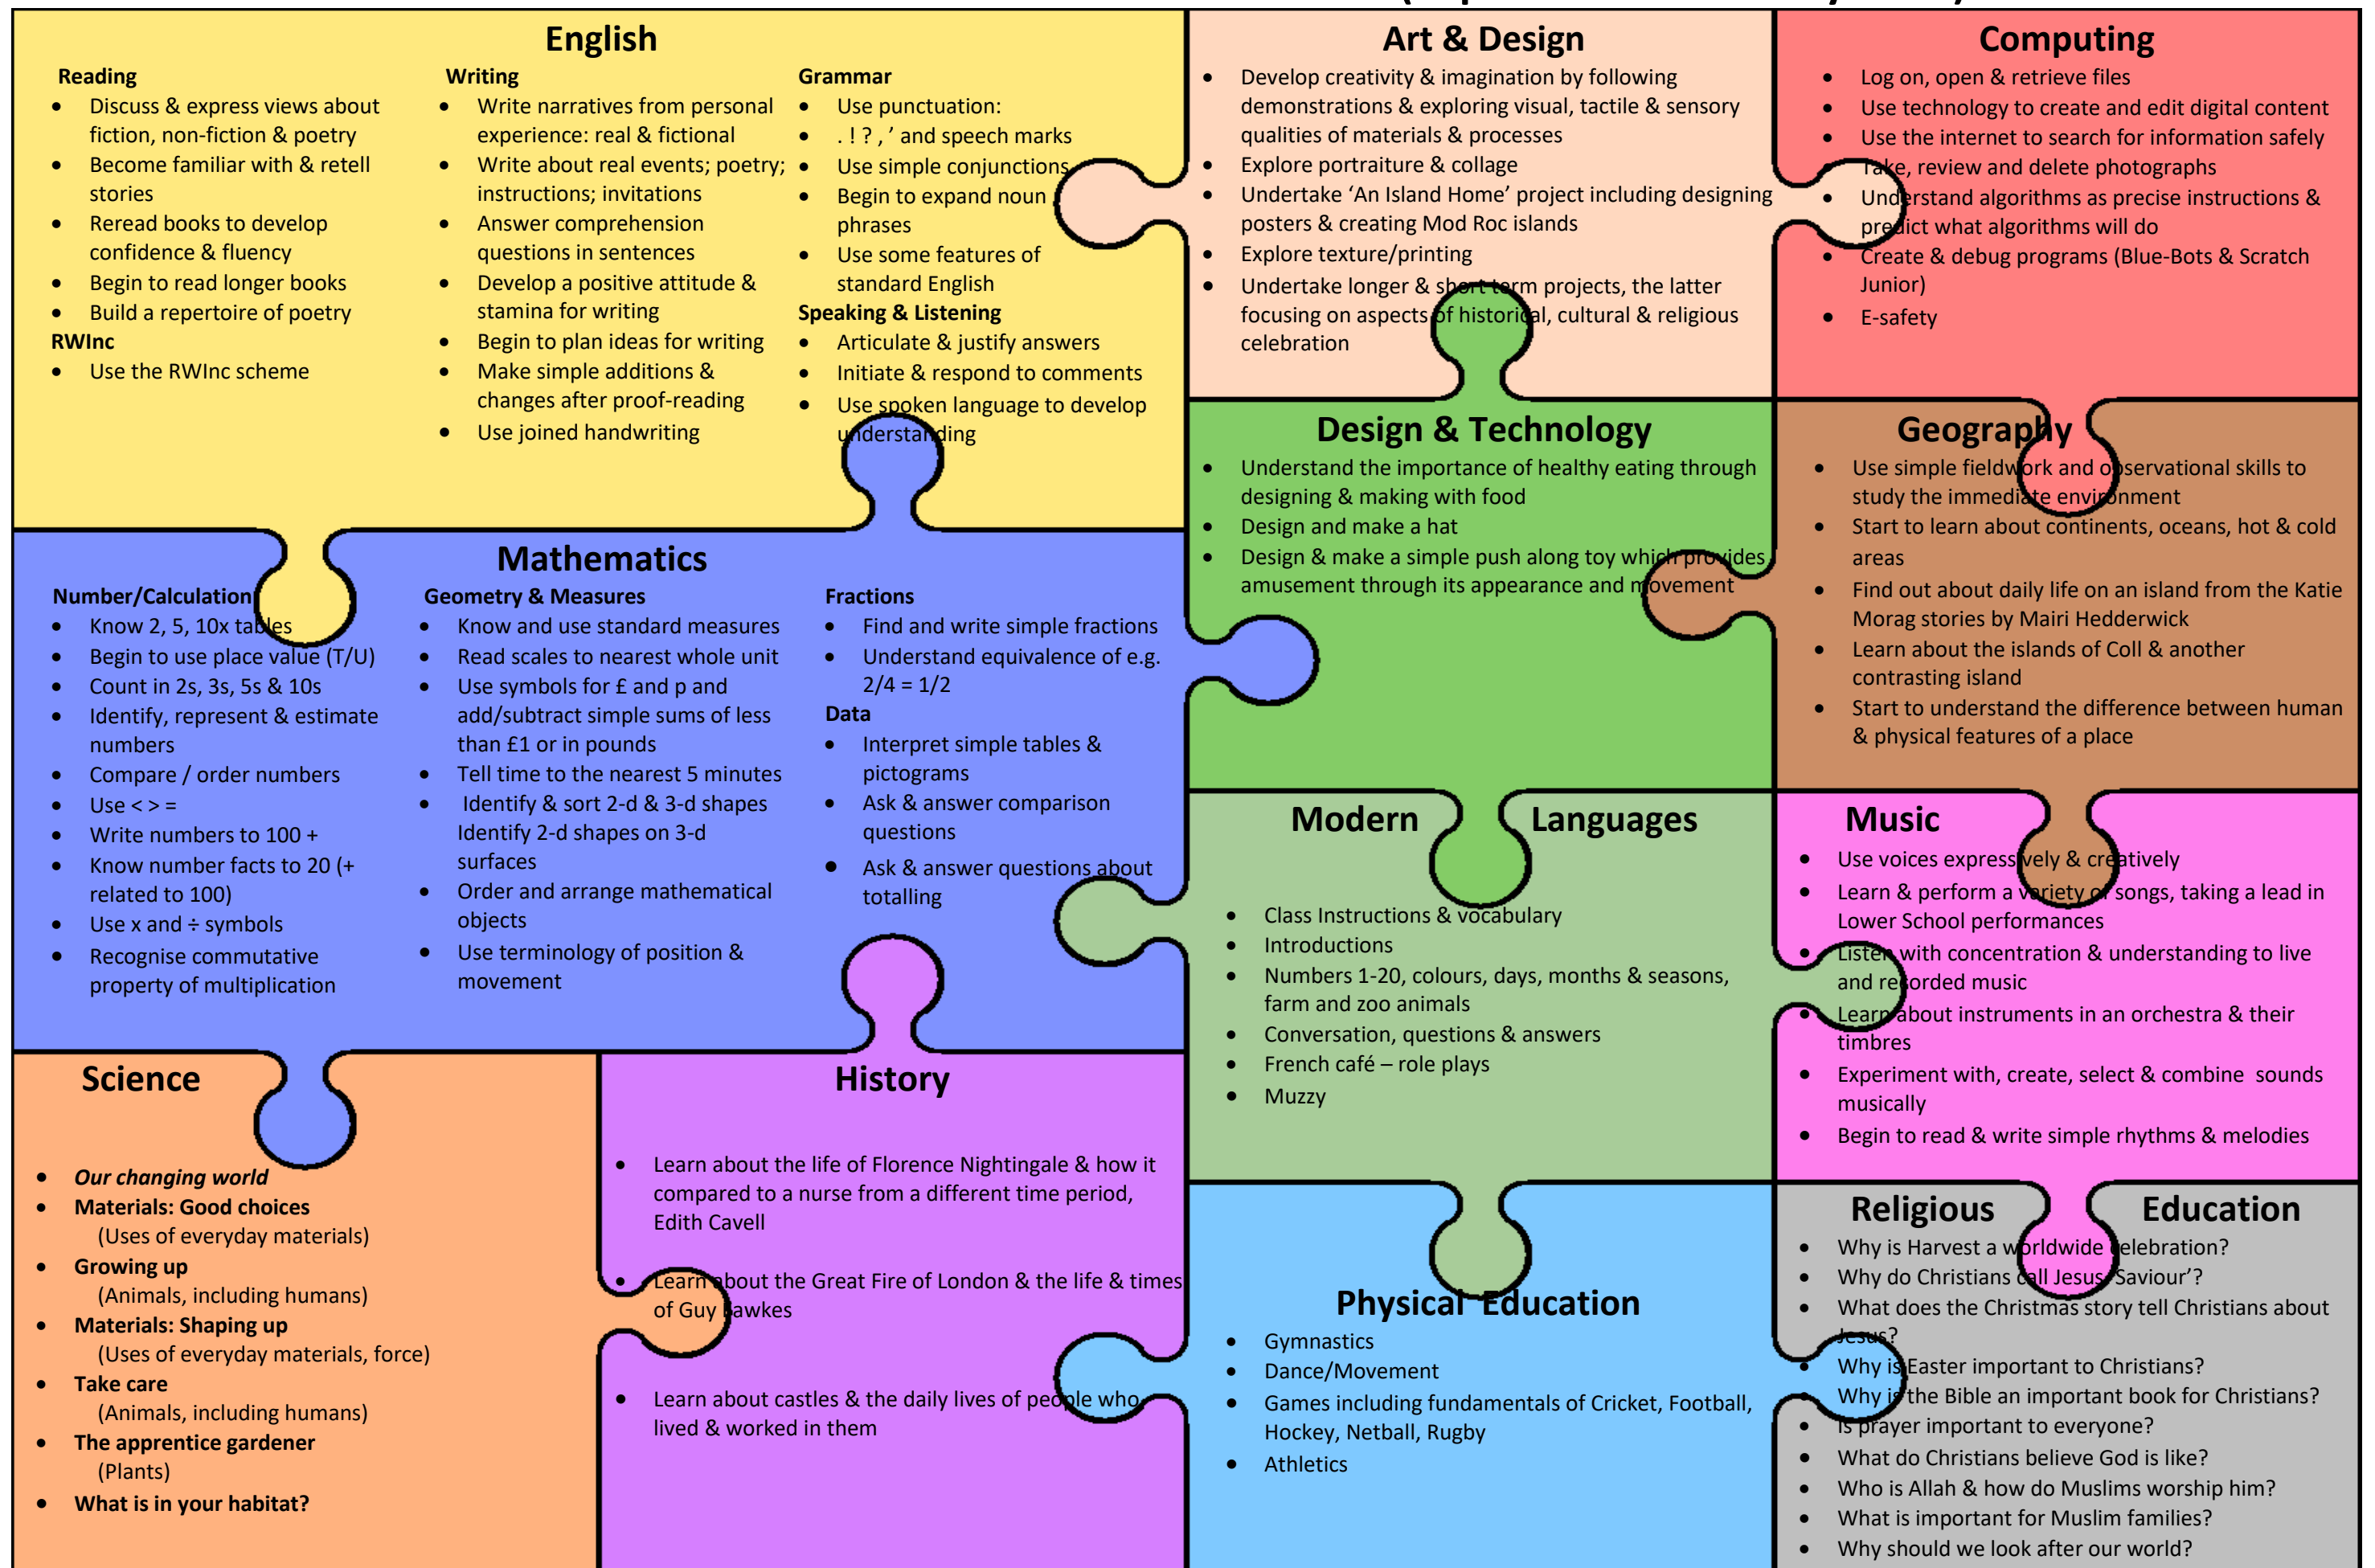 English
Reading
• Discuss & express views about
fiction, non-fiction & poetry
• Become familiar with & retell
stories
• Reread books to develop
confidence & fluency
• Begin to read longer books
• Build a repertoire of poetry
RWInc
• Use the RWInc scheme
Writing
• Write narratives from personal
experience: real & fictional
• Write about real events; poetry;
instructions; invitations
• Answer comprehension
questions in sentences
• Develop a positive attitude &
stamina for writing
• Begin to plan ideas for writing
• Make simple additions &
changes after proof-reading
• Use joined handwriting
Grammar
• Use punctuation:
• . ! ? , ’ and speech marks
• Use simple conjunctions
• Begin to expand noun
phrases
• Use some features of
standard English
Speaking & Listening
• Articulate & justify answers
• Initiate & respond to comments
• Use spoken language to develop
understanding
Art & Design
• Develop creativity & imagination by following
demonstrations & exploring visual, tactile & sensory
qualities of materials & processes
• Explore portraiture & collage
• Undertake ‘An Island Home’ project including designing
posters & creating Mod Roc islands
• Explore texture/printing
• Undertake longer & short term projects, the latter
focusing on aspects of historical, cultural & religious
celebration
Computing
• Log on, open & retrieve files
• Use technology to create and edit digital content
• Use the internet to search for information safely
• Take, review and delete photographs
• Understand algorithms as precise instructions &
predict what algorithms will do
• Create & debug programs (Blue-Bots & Scratch
Junior)
• E-safety
Design & Technology
• Understand the importance of healthy eating through
designing & making with food
• Design and make a hat
• Design & make a simple push along toy which provides
amusement through its appearance and movement
Geography
• Use simple fieldwork and observational skills to
study the immediate environment
• Start to learn about continents, oceans, hot & cold
areas
• Find out about daily life on an island from the Katie
Morag stories by Mairi Hedderwick
• Learn about the islands of Coll & another
contrasting island
• Start to understand the difference between human
& physical features of a place
Mathematics
Number/Calculation
• Know 2, 5, 10x tables
• Begin to use place value (T/U)
• Count in 2s, 3s, 5s & 10s
• Identify, represent & estimate
numbers
• Compare / order numbers
• Use < > =
• Write numbers to 100 +
• Know number facts to 20 (+
related to 100)
• Use x and ÷ symbols
• Recognise commutative
property of multiplication
Geometry & Measures
• Know and use standard measures
• Read scales to nearest whole unit
• Use symbols for £ and p and
add/subtract simple sums of less
than £1 or in pounds
• Tell time to the nearest 5 minutes
• Identify & sort 2-d & 3-d shapes
Identify 2-d shapes on 3-d
surfaces
• Order and arrange mathematical
objects
• Use terminology of position &
movement
Fractions
• Find and write simple fractions
• Understand equivalence of e.g.
2/4 = 1/2
Data
• Interpret simple tables &
pictograms
• Ask & answer comparison
questions
• Ask & answer questions about
totalling
Modern Languages
• Class Instructions & vocabulary
• Introductions
• Numbers 1-20, colours, days, months & seasons,
farm and zoo animals
• Conversation, questions & answers
• French café – role plays
• Muzzy
Music
• Use voices expressively & creatively
• Learn & perform a variety of songs, taking a lead in
Lower School performances
• Listen with concentration & understanding to live
and recorded music
• Learn about instruments in an orchestra & their
timbres
• Experiment with, create, select & combine sounds
musically
• Begin to read & write simple rhythms & melodies
Science
• Our changing world
• Materials: Good choices
(Uses of everyday materials)
• Growing up
(Animals, including humans)
• Materials: Shaping up
(Uses of everyday materials, force)
• Take care
(Animals, including humans)
• The apprentice gardener
(Plants)
• What is in your habitat?
History
• Learn about the life of Florence Nightingale & how it
compared to a nurse from a different time period,
Edith Cavell
• Learn about the Great Fire of London & the life & times
of Guy Fawkes
• Learn about castles & the daily lives of people who
lived & worked in them
Physical Education
• Gymnastics
• Dance/Movement
• Games including fundamentals of Cricket, Football,
Hockey, Netball, Rugby
• Athletics
Religious Education
• Why is Harvest a worldwide celebration?
• Why do Christians call Jesus ‘Saviour’?
• What does the Christmas story tell Christians about
Jesus?
• Why is Easter important to Christians?
• Why is the Bible an important book for Christians?
• Is prayer important to everyone?
• What do Christians believe God is like?
• Who is Allah & how do Muslims worship him?
• What is important for Muslim families?
• Why should we look after our world?